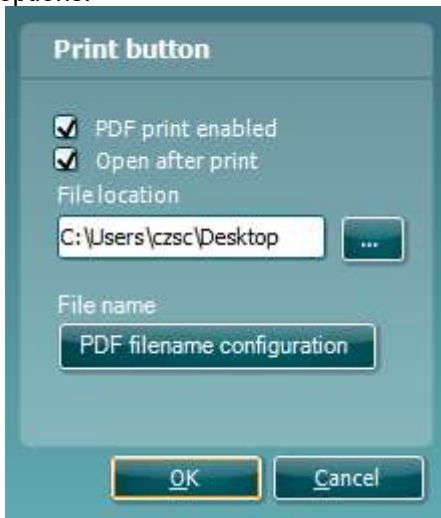 options:
Print button
PDF print enabled
Open after print
File location
C:\Users\czsc\Desktop
...
File name
PDF filename configuration
OK
Cancel